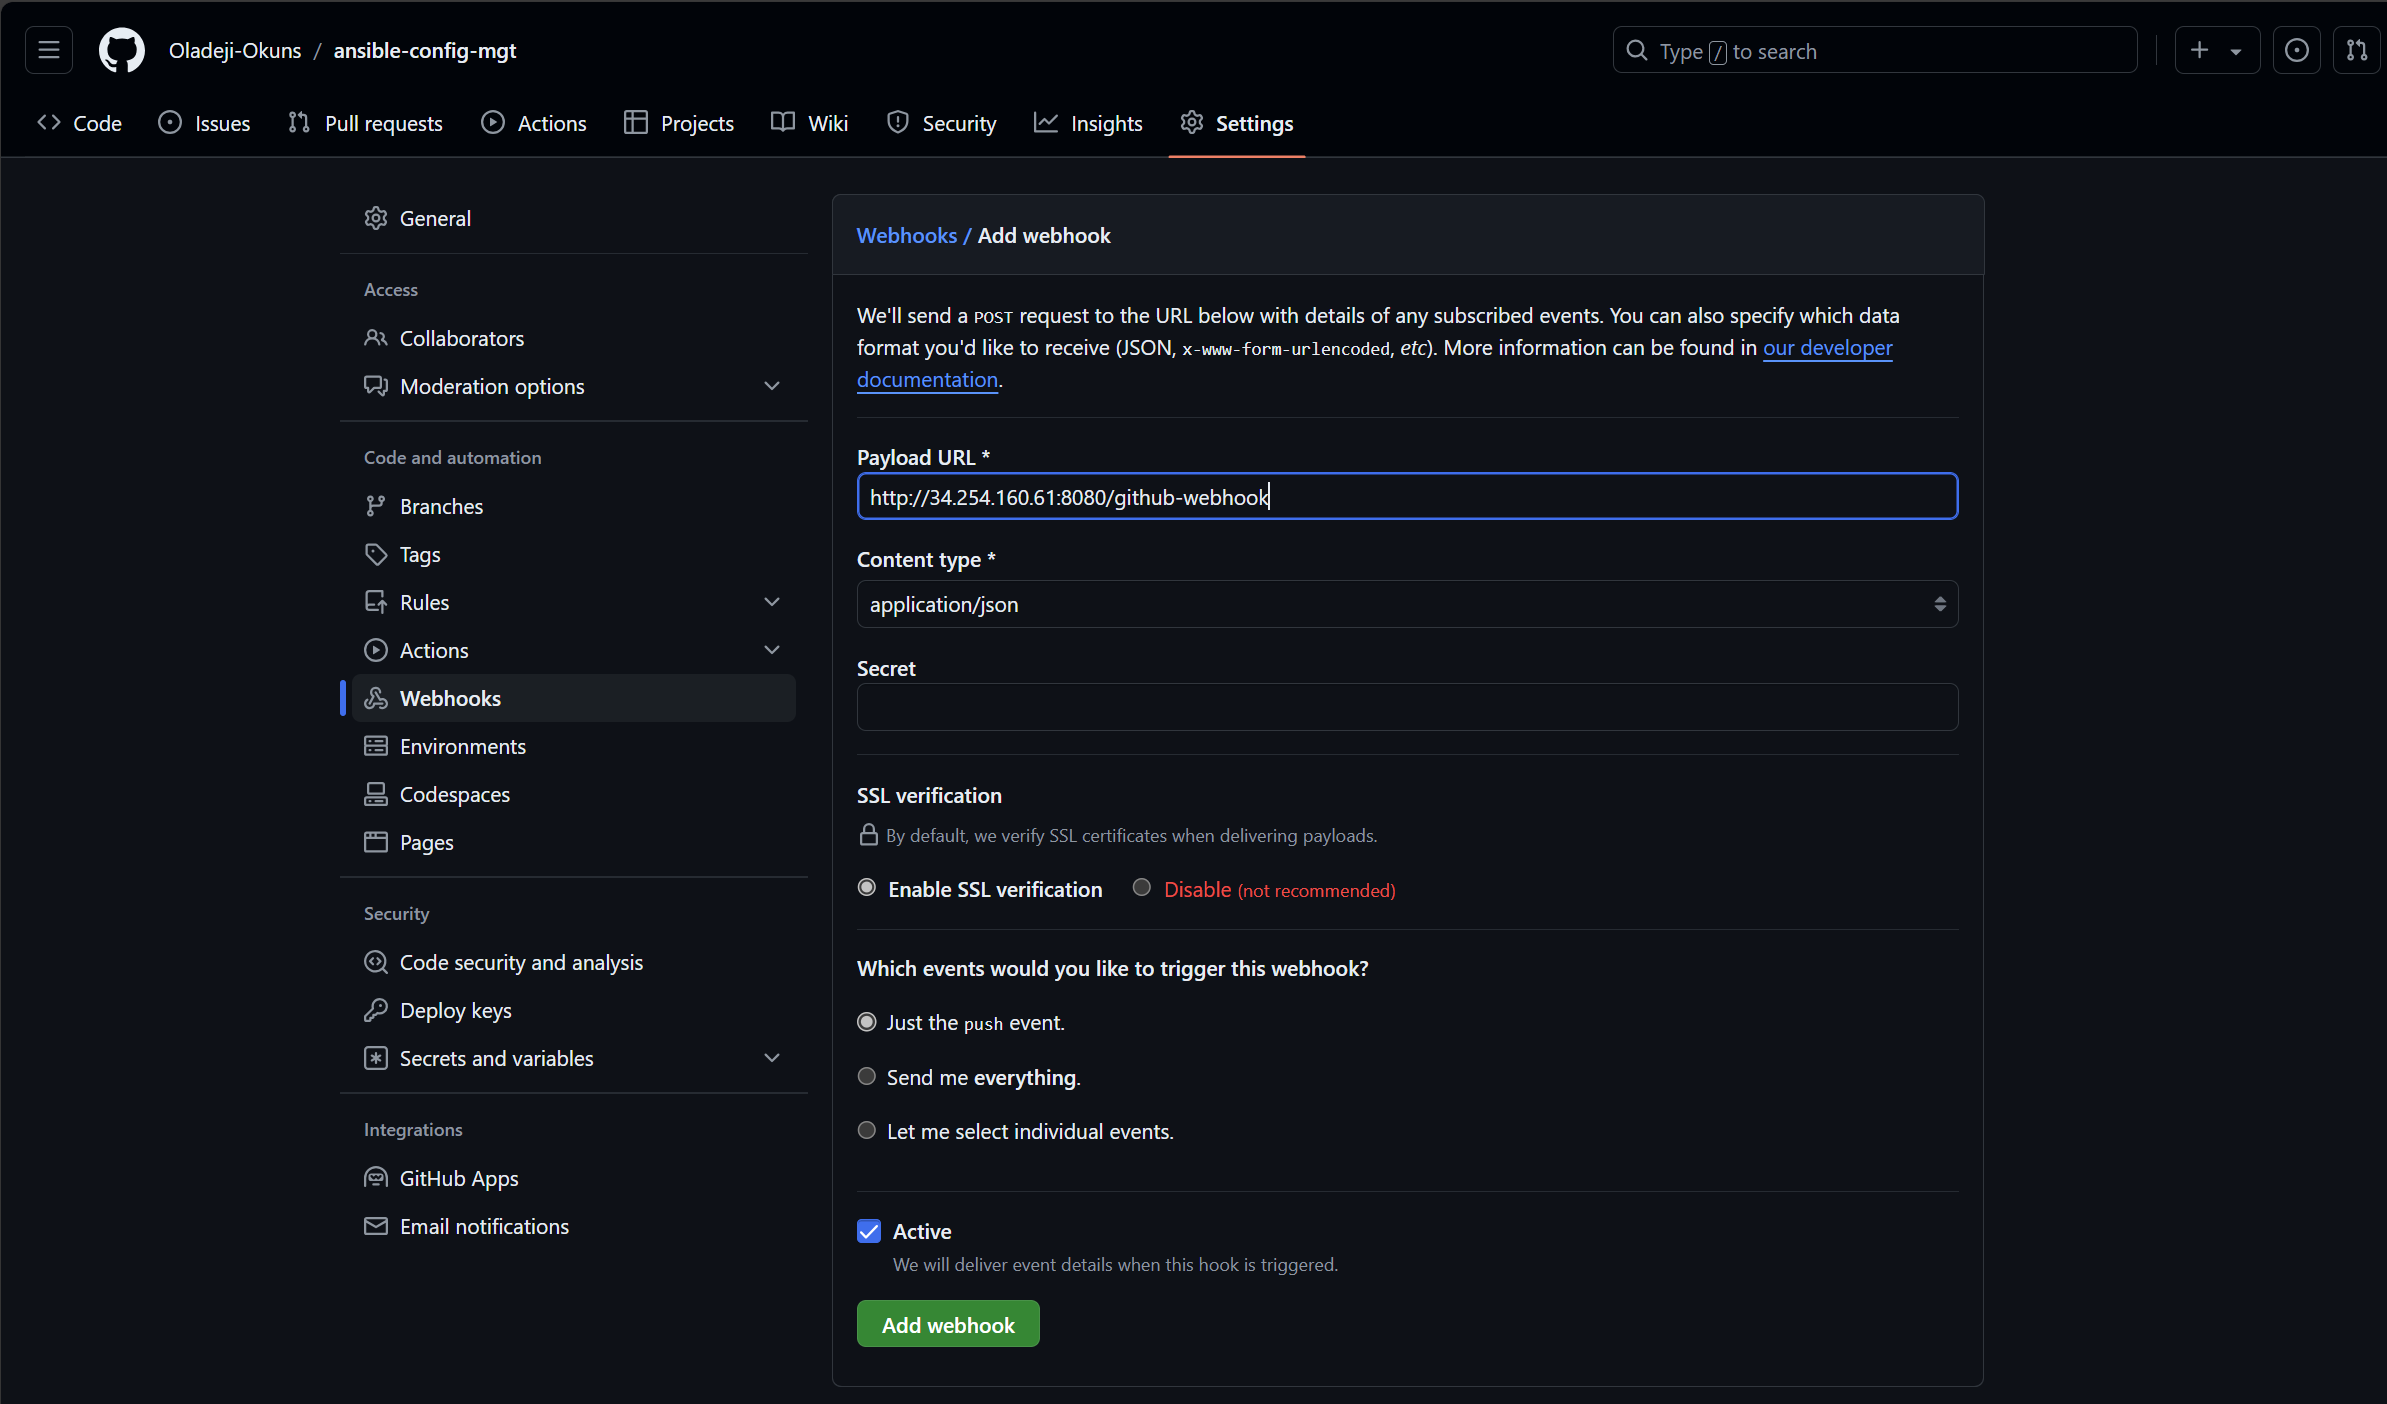 Oladeji-Okuns / ansible-config-mgt
Type / to search
Code
Issues
Pull requests
Actions
Projects
Wiki
Security
Insights
Settings
General
Access
Collaborators
Moderation options
Code and automation
Branches
Tags
Rules
Actions
Webhooks
Environments
Codespaces
Pages
Security
Code security and analysis
Deploy keys
Secrets and variables
Integrations
GitHub Apps
Email notifications
Webhooks / Add webhook
We'll send a POST request to the URL below with details of any subscribed events. You can also specify which data
format you'd like to receive (JSON, x-www-form-urlencoded, etc). More information can be found in our developer
documentation.
Payload URL *
http://34.254.160.61:8080/github-webhook
Content type *
application/json
Secret
SSL verification
By default, we verify SSL certificates when delivering payloads.
Enable SSL verification
Disable (not recommended)
Which events would you like to trigger this webhook?
Just the push event.
Send me everything.
Let me select individual events.
Active
We will deliver event details when this hook is triggered.
Add webhook